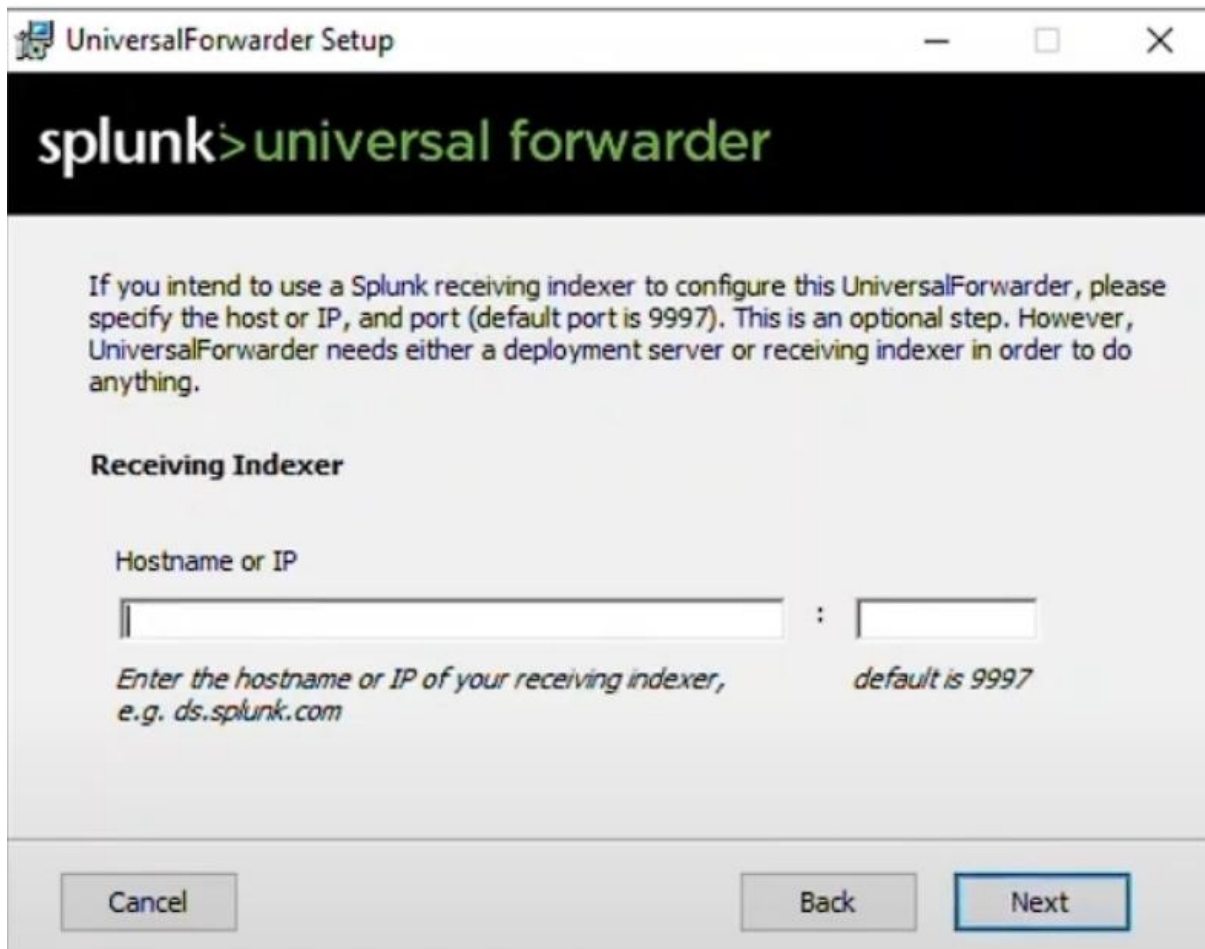 UniversalForwarder Setup
splunk>universal forwarder
If you intend to use a Splunk receiving indexer to configure this UniversalForwarder, please
specify the host or IP, and port (default port is 9997). This is an optional step. However,
UniversalForwarder needs either a deployment server or receiving indexer in order to do
anything.
Receiving Indexer
Hostname or IP
:
Enter the hostname or IP of your receiving indexer,
e.g. ds.splunk.com
default is 9997
Cancel
Back
Next